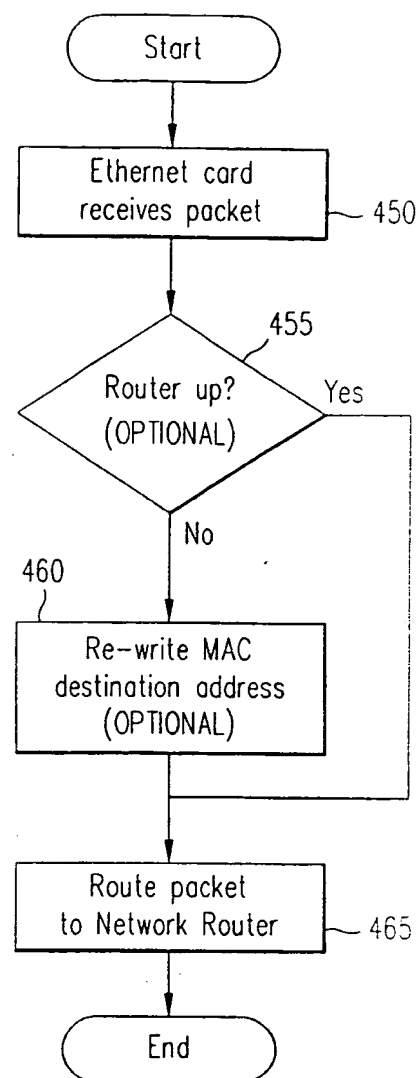 Start
Ethernet card
receives packet
450
455
Router up?
(OPTIONAL)
Yes
No
460
Re-write MAC
destination address
(OPTIONAL)
Route packet
to Network Router
465
End